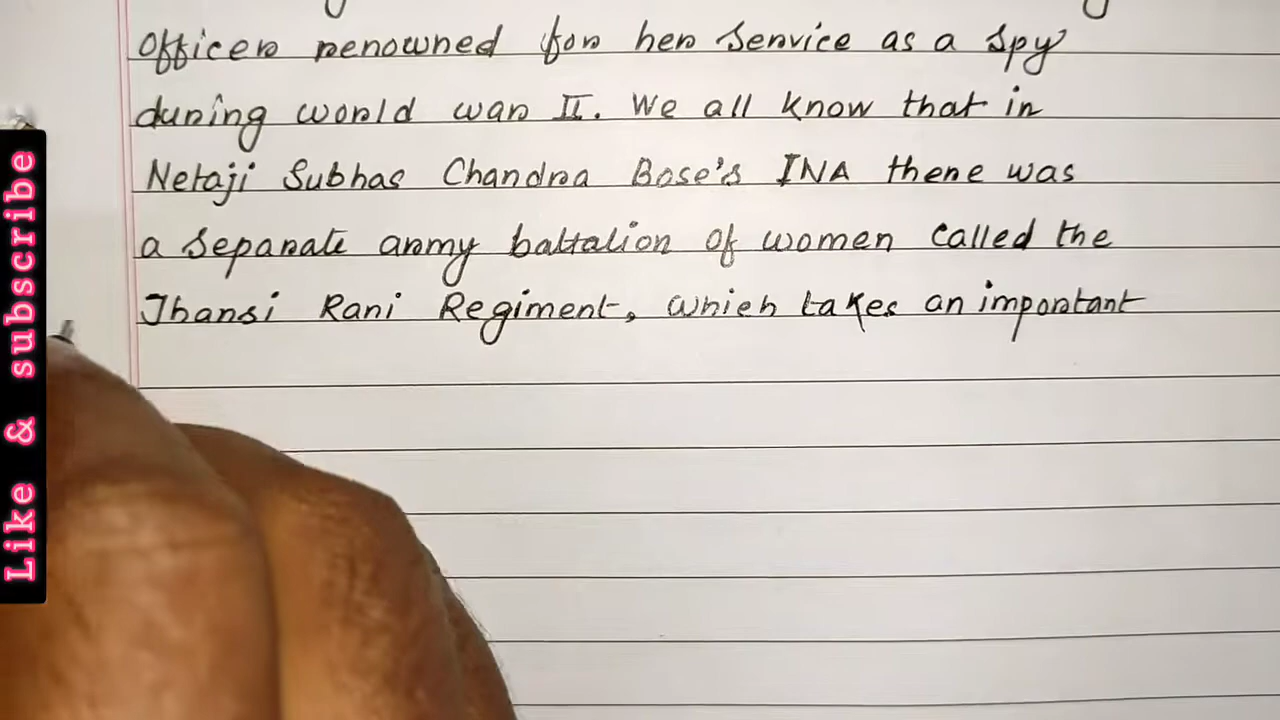 Officer renowned for her service as a spy
during world war II. We all know that in
Netaji Subhas Chandra Bose's INA there was
a separate army battalion of women called the
Jhansi Rani Regiment, which takes an important
Like & subscribe